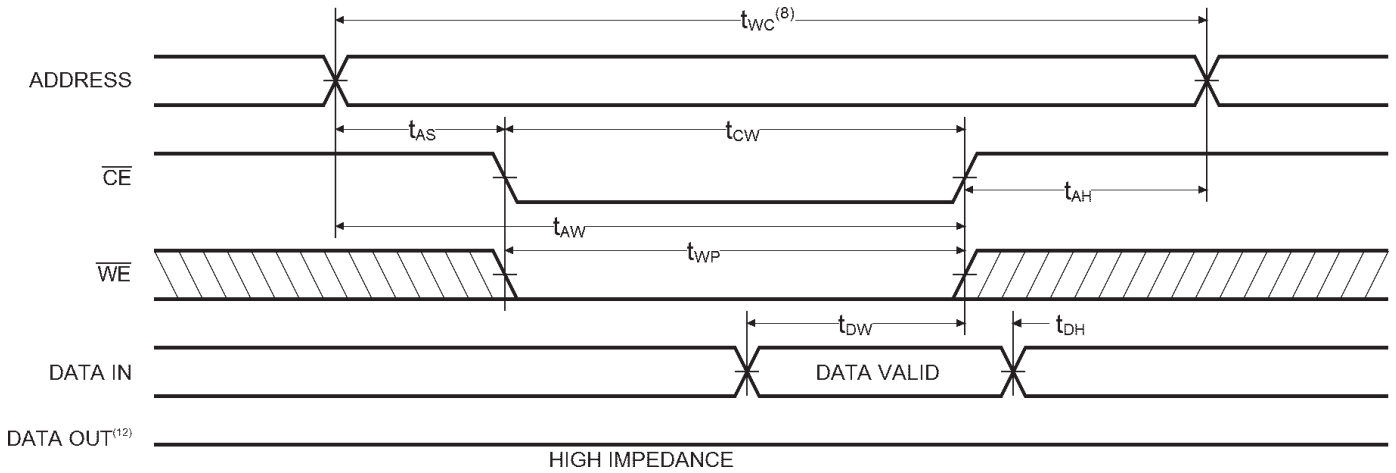 tWC(8)
ADDRESS
tAS
tCW
CE
tAH
tAW
WE
tWP
tDW
tDH
DATA IN
DATA VALID
DATA OUT(12)
HIGH IMPEDANCE